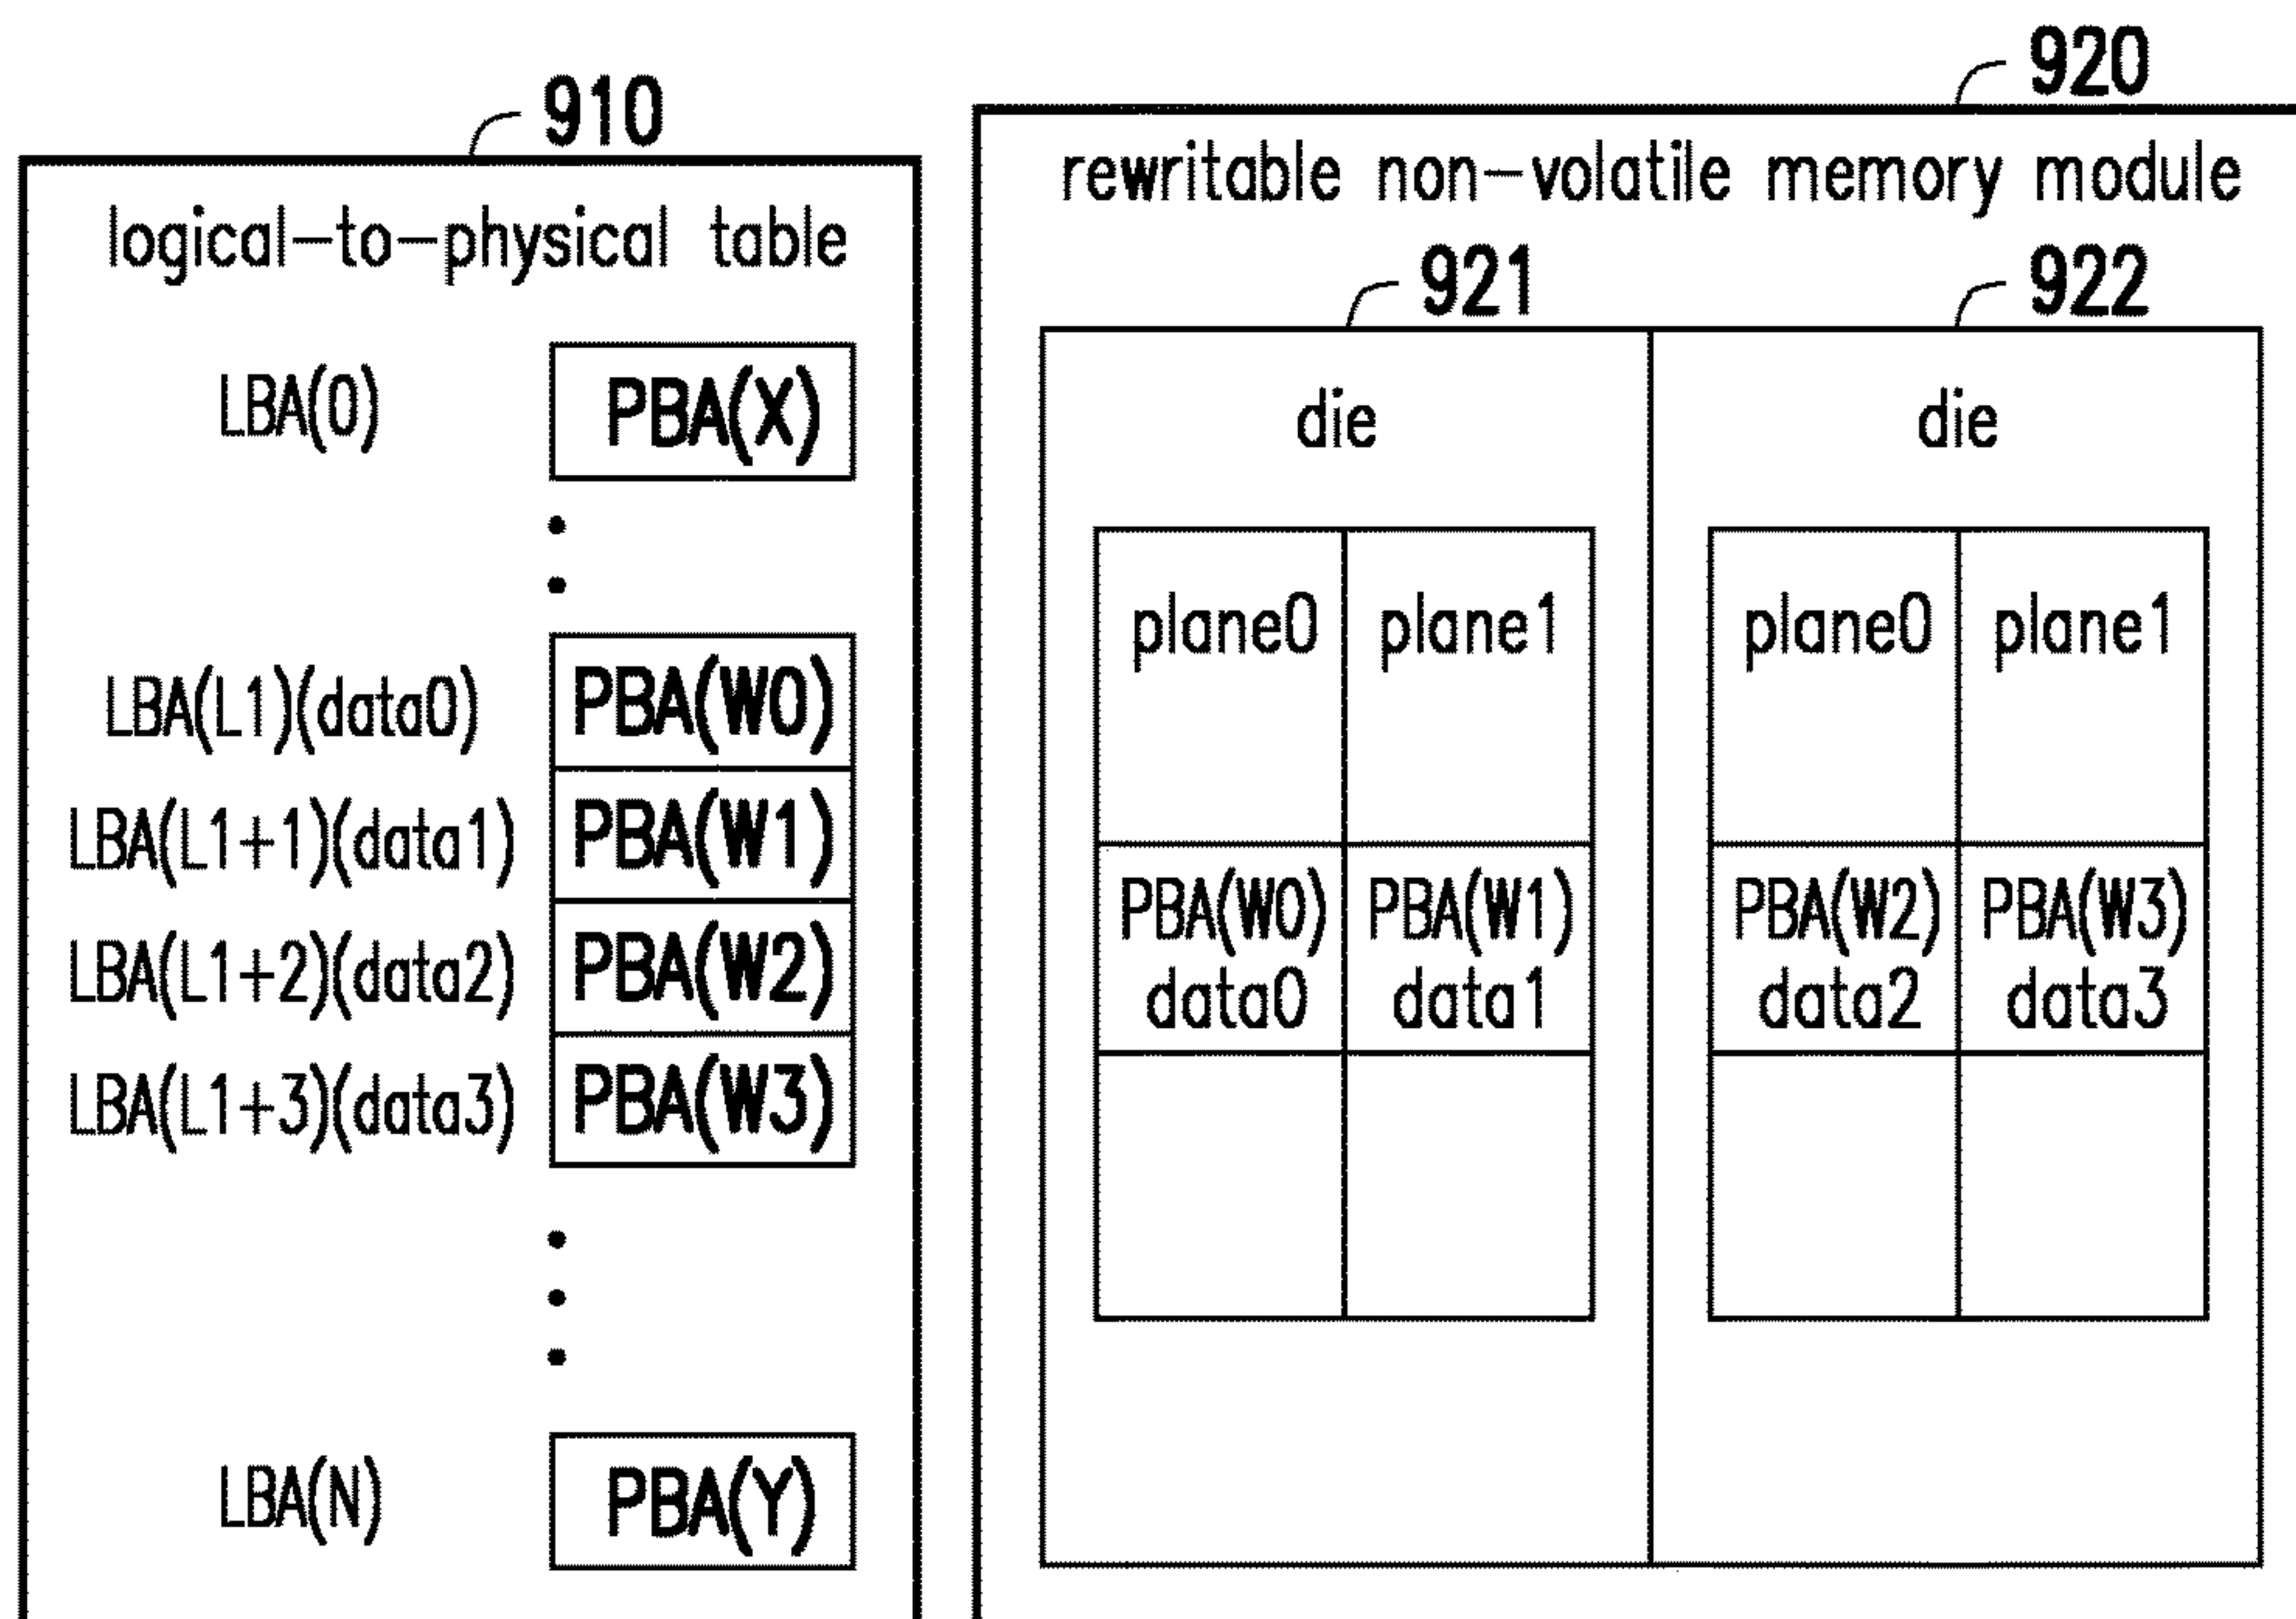 910
logical-to-physical table
LBA(0) PBA(X)
LBA(L1)(data0) PBA(W0)
LBA(L1+1)(data1) PBA(W1)
LBA(L1+2)(data2) PBA(W2)
LBA(L1+3)(data3) PBA(W3)
LBA(N) PBA(Y)
920
rewritable non-volatile memory module
921 922
die die
plane0 plane1 plane0 plane1
PBA(W0) PBA(W1) PBA(W2) PBA(W3)
data0 data1 data2 data3